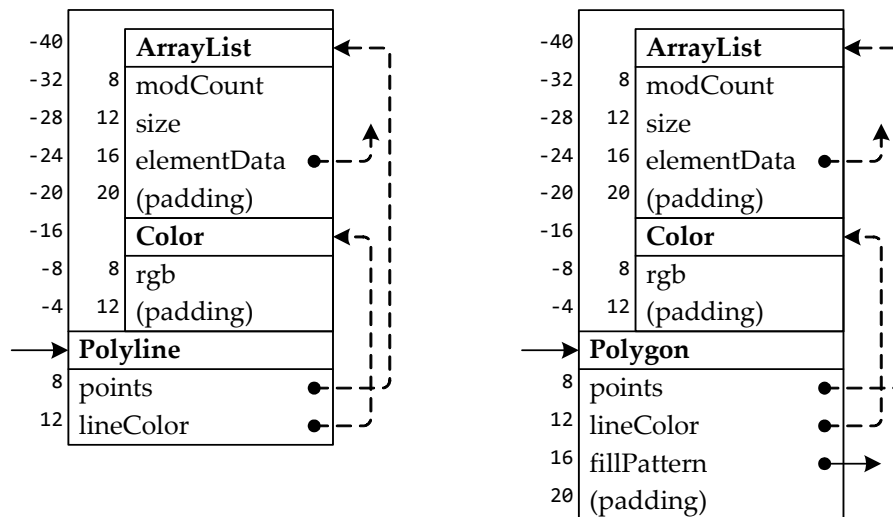 -40 ArrayList
-32 8 modCount
-28 12 size
-24 16 elementData
-20 20 (padding)
-16 Color
-8 8 rgb
-4 12 (padding)
Polyline
8 points
12 lineColor
-40 ArrayList
-32 8 modCount
-28 12 size
-24 16 elementData
-20 20 (padding)
-16 Color
-8 8 rgb
-4 12 (padding)
Polygon
8 points
12 lineColor
16 fillPattern
20 (padding)